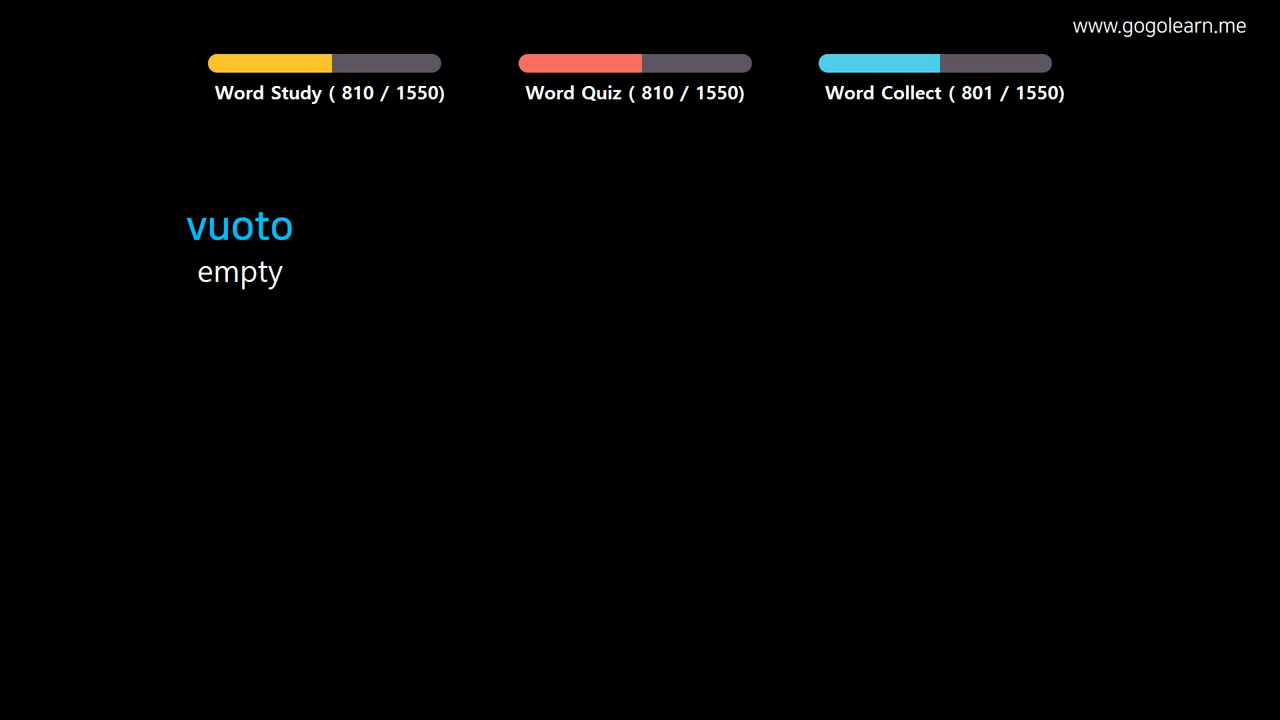 www.gogolearn.me
Word Study ( 810 / 1550)
Word Quiz ( 810 / 1550)
Word Collect ( 801 / 1550)
vuoto
empty